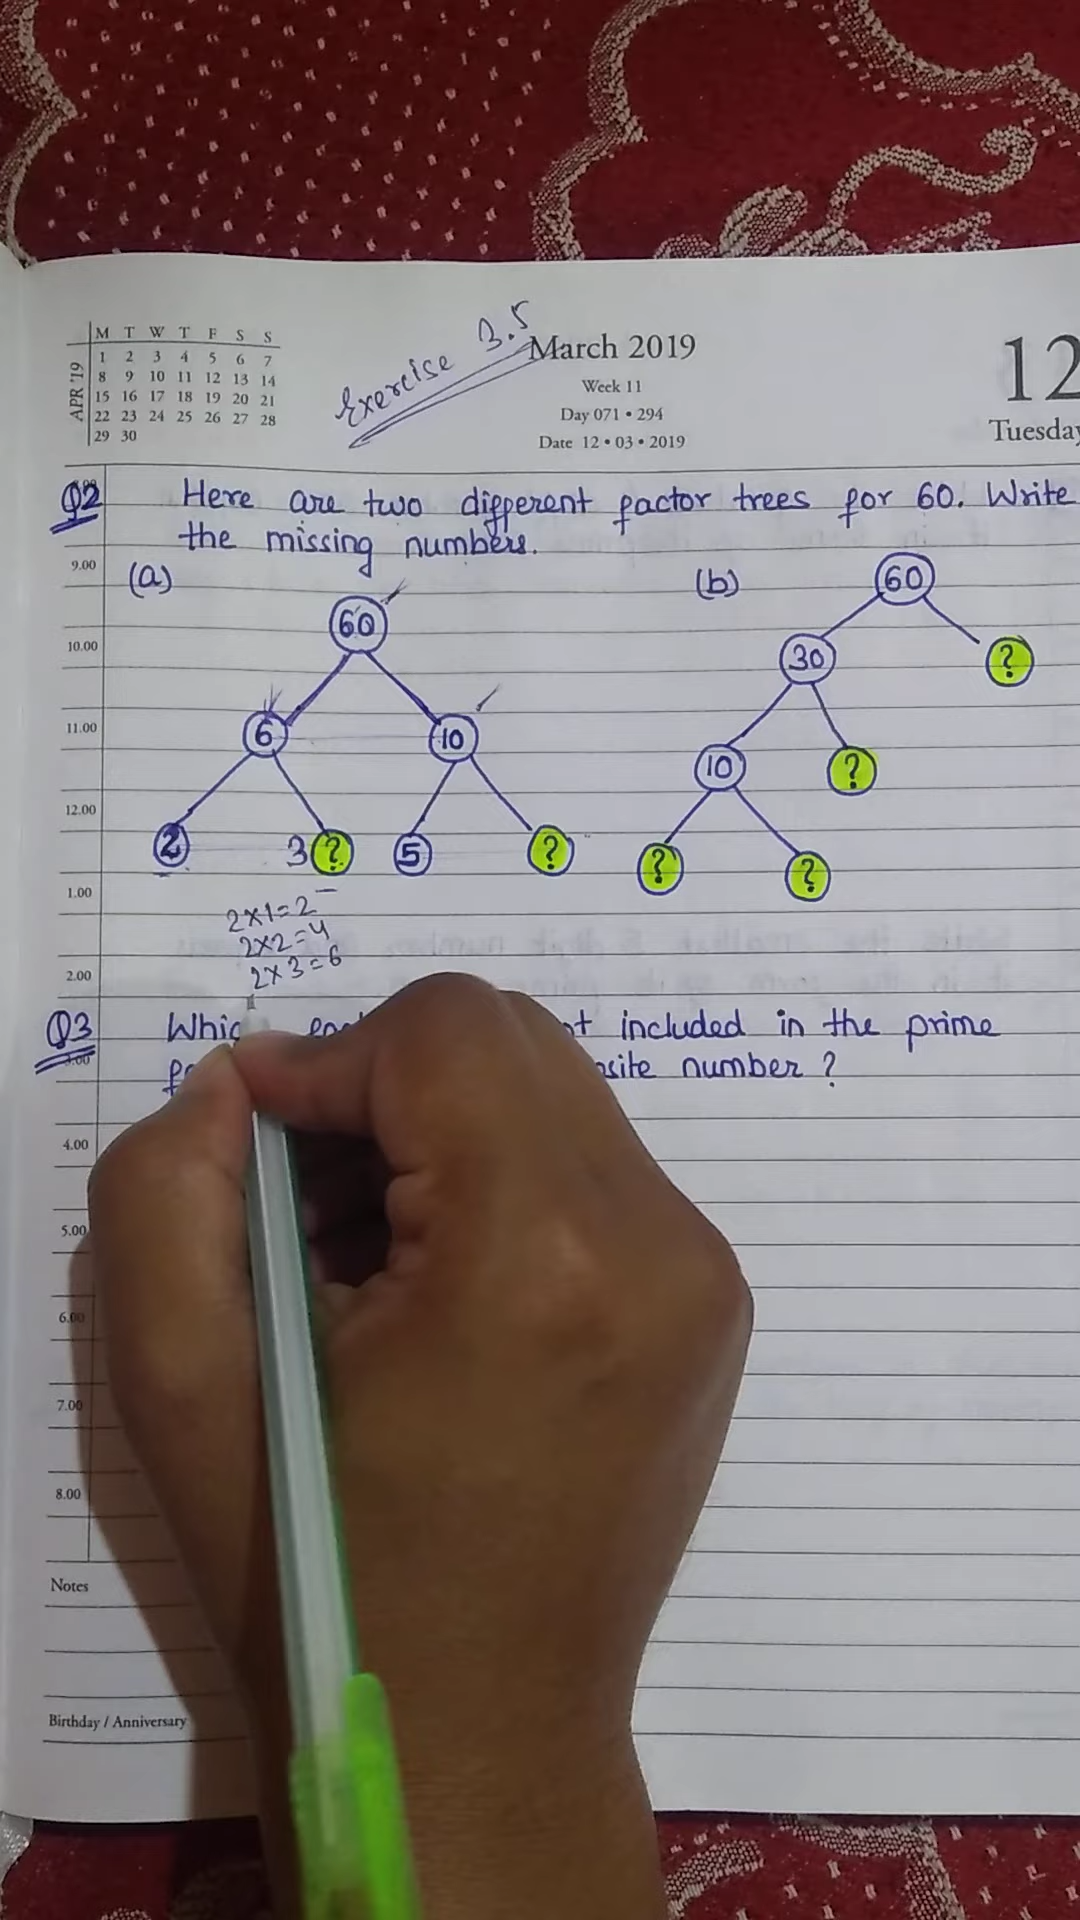 M T W T F S S
APR '19
1 2 3 4 5 6 7
8 9 10 11 12 13 14
15 16 17 18 19 20 21
22 23 24 25 26 27 28
29 30
Exercise 3.5
March 2019
Week 11
Day 071 • 294
Date 12 • 03 • 2019
12
Tuesday
Q2 Here are two different factor trees for 60. Write
the missing numbers.
9.00
(a)
60
6 10
2 3 ? 5 ?
2×1=2
2×2=4
2×3=6
(b)
60
30 ?
10 ?
? ?
10.00
11.00
12.00
1.00
2.00
Q3 included in the prime
number ?
3.00
4.00
5.00
6.00
7.00
8.00
Notes
Birthday / Anniversary